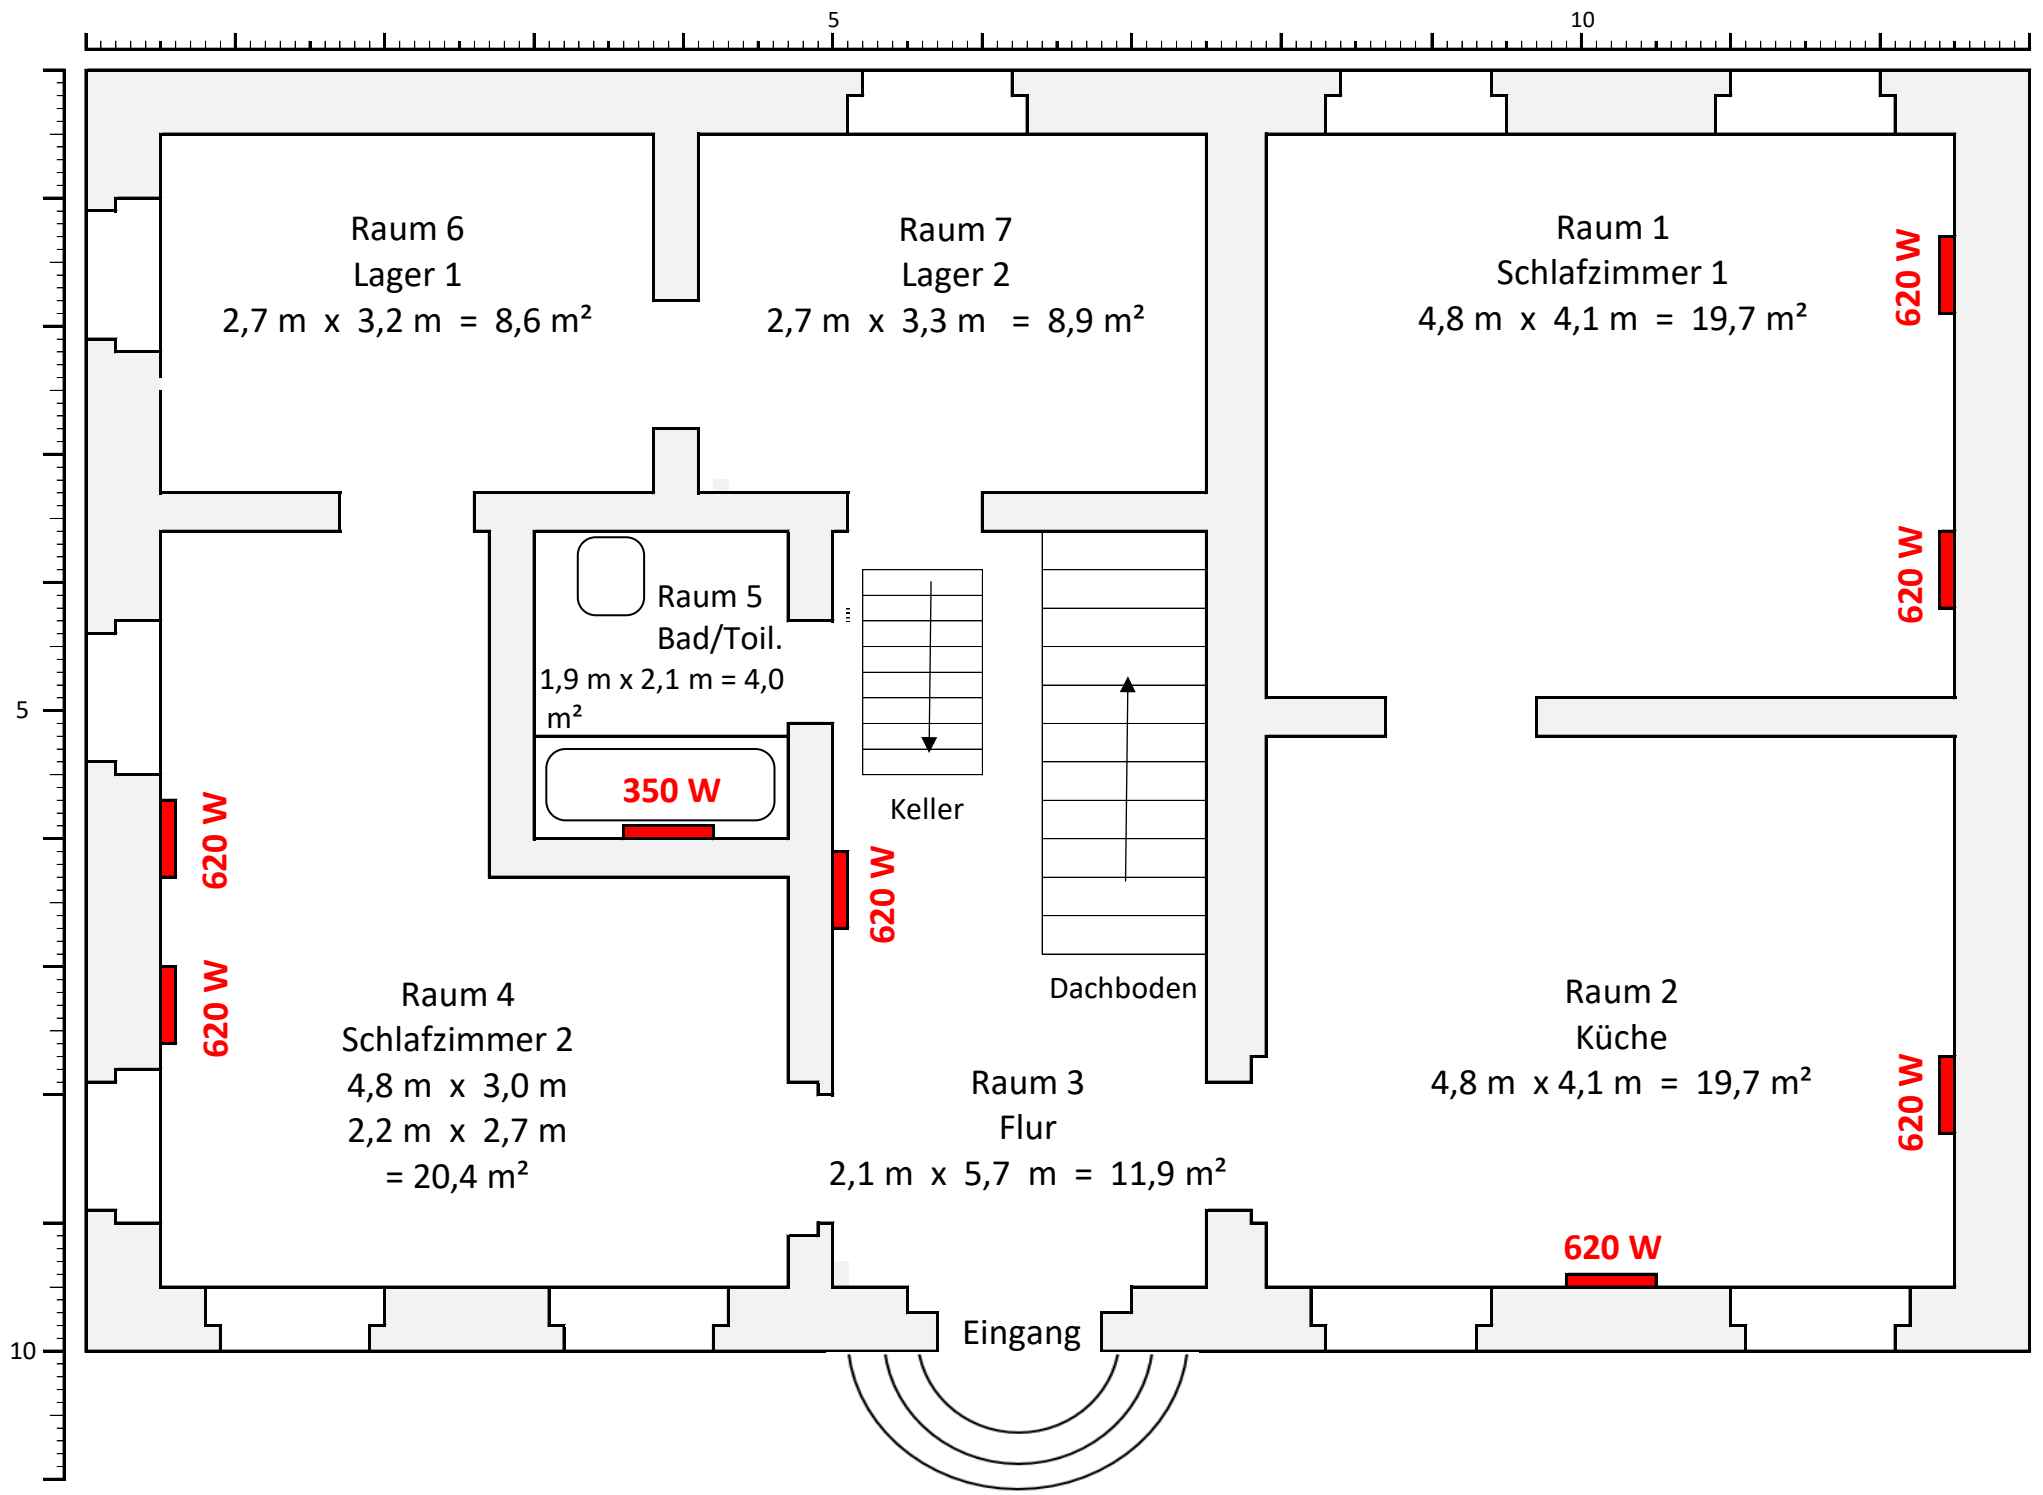 5
10
Raum 6
Lager 1
2,7 m x 3,2 m = 8,6 m²
Raum 7
Lager 2
2,7 m x 3,3 m = 8,9 m²
Raum 1
Schlafzimmer 1
4,8 m x 4,1 m = 19,7 m²
620 W
620 W
Raum 5
Bad/Toil.
1,9 m x 2,1 m = 4,0
m²
350 W
5
Keller
620 W
620 W
620 W
Dachboden
Raum 4
Schlafzimmer 2
4,8 m x 3,0 m
2,2 m x 2,7 m
= 20,4 m²
Raum 3
Flur
2,1 m x 5,7 m = 11,9 m²
Raum 2
Küche
4,8 m x 4,1 m = 19,7 m²
620 W
620 W
Eingang
10